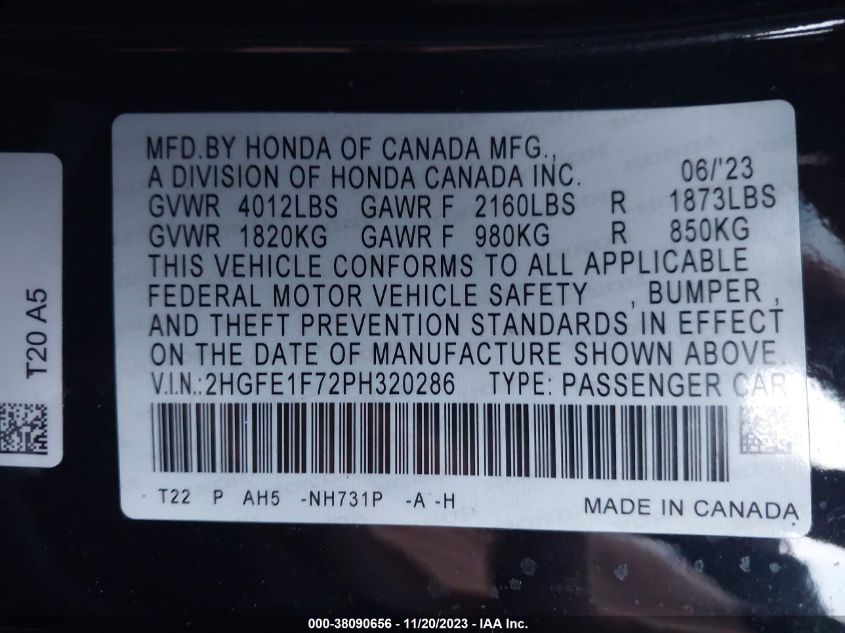 MFD.BY HONDA OF CANADA MFG.,
A DIVISION OF HONDA CANADA INC. 06/'23
GVWR 4012LBS GAWR F 2160LBS R 1873LBS
GVWR 1820KG GAWR F 980KG R 850KG
THIS VEHICLE CONFORMS TO ALL APPLICABLE
FEDERAL MOTOR VEHICLE SAFETY , BUMPER ,
AND THEFT PREVENTION STANDARDS IN EFFECT
ON THE DATE OF MANUFACTURE SHOWN ABOVE.
V.I.N.:2HGFE1F72PH320286 TYPE: PASSENGER CAR
T22 P AH5 -NH731P -A -H
MADE IN CANADA
T20 A5
000-38090656 - 11/20/2023 - IAA Inc.